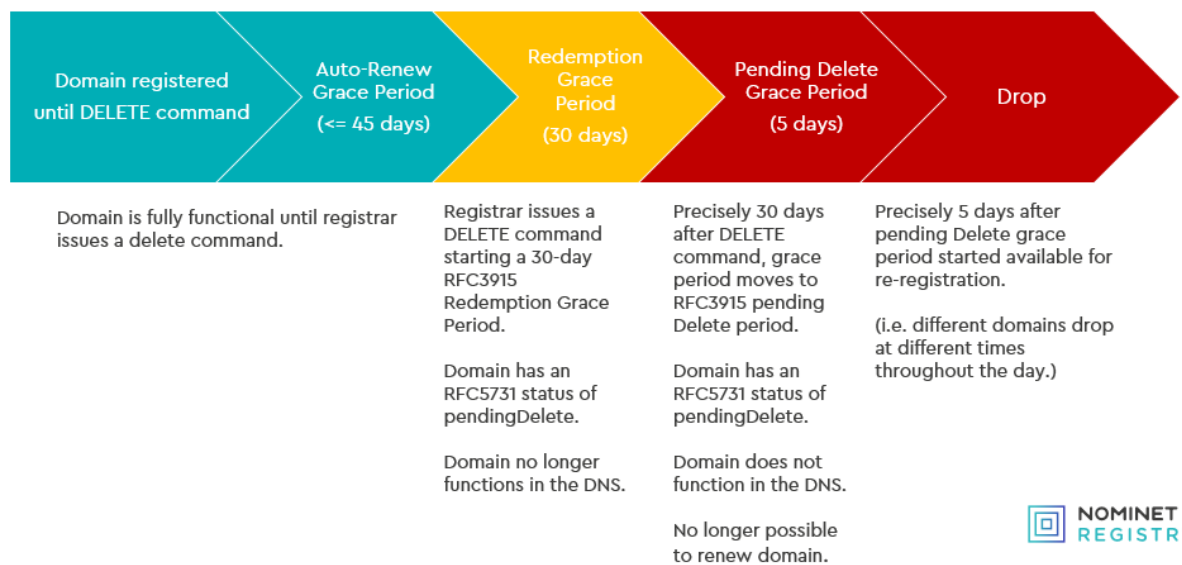 Domain registered
until DELETE command
Auto-Renew
Grace Period
(<= 45 days)
Redemption
Grace
Period
(30 days)
Pending Delete
Grace Period
(5 days)
Drop
Domain is fully functional until registrar
issues a delete command.
Registrar issues a
DELETE command
starting a 30-day
RFC3915
Redemption Grace
Period.
Domain has an
RFC5731 status of
pendingDelete.
Domain no longer
functions in the DNS.
Precisely 30 days
after DELETE
command, grace
period moves to
RFC3915 pending
Delete period.
Domain has an
RFC5731 status of
pendingDelete.
Domain does not
function in the DNS.
No longer possible
to renew domain.
Precisely 5 days after
pending Delete grace
period started available for
re-registration.
(i.e. different domains drop
at different times
throughout the day.)
NOMINET
REGISTR